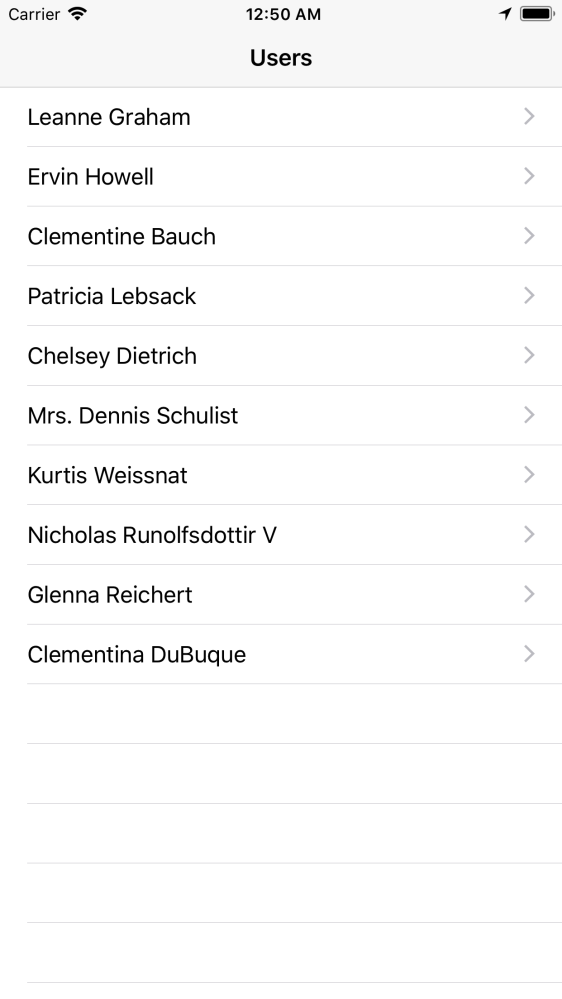 Carrier 12:50 AM
Users
Leanne Graham
Ervin Howell
Clementine Bauch
Patricia Lebsack
Chelsey Dietrich
Mrs. Dennis Schulist
Kurtis Weissnat
Nicholas Runolfsdottir V
Glenna Reichert
Clementina DuBuque